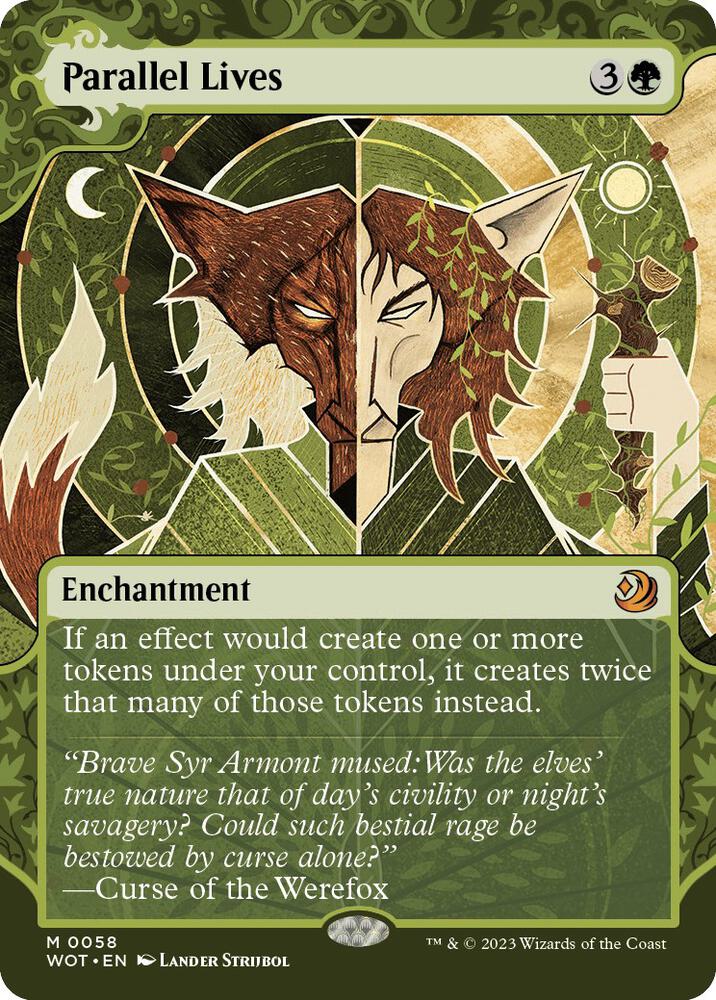 Parallel Lives
3
Enchantment
If an effect would create one or more
tokens under your control, it creates twice
that many of those tokens instead.
“Brave Syr Armont mused: Was the elves’
true nature that of day’s civility or night’s
savagery? Could such bestial rage be
bestowed by curse alone?”
—Curse of the Werefox
M 0058
WOT • EN LANDER STRIJBOL
™ & © 2023 Wizards of the Coast